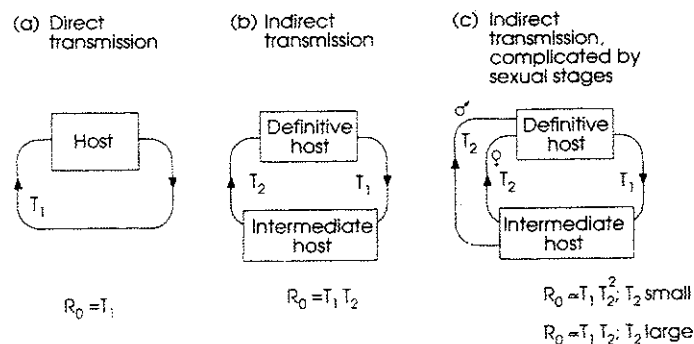 (a) Direct
transmission
(b) Indirect
transmission
(c) Indirect
transmission,
complicated by
sexual stages
Host
T₁
R₀ = T₁
Definitive
host
T₂
T₁
Intermediate
host
R₀ = T₁ T₂
♂
Definitive
host
T₂
♀
T₂
T₁
Intermediate
host
R₀ ∝ T₁ T₂²; T₂ small
R₀ ∝ T₁ T₂; T₂ large